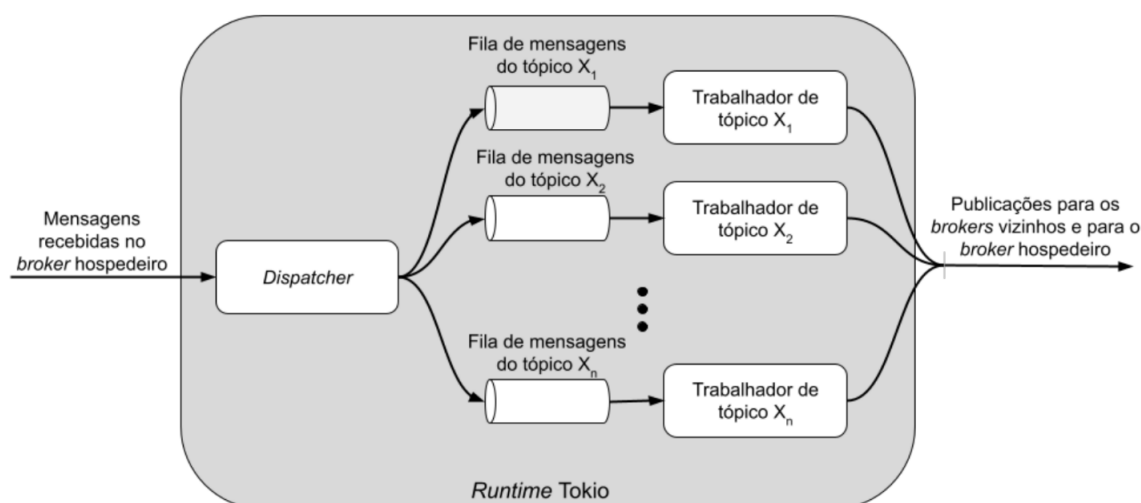 Fila de mensagens
do tópico X1
Trabalhador de
tópico X1
Fila de mensagens
do tópico X2
Trabalhador de
tópico X2
Mensagens
recebidas no
broker hospedeiro
Dispatcher
Publicações para os
brokers vizinhos e para o
broker hospedeiro
Fila de mensagens
do tópico Xn
Trabalhador de
tópico Xn
Runtime Tokio